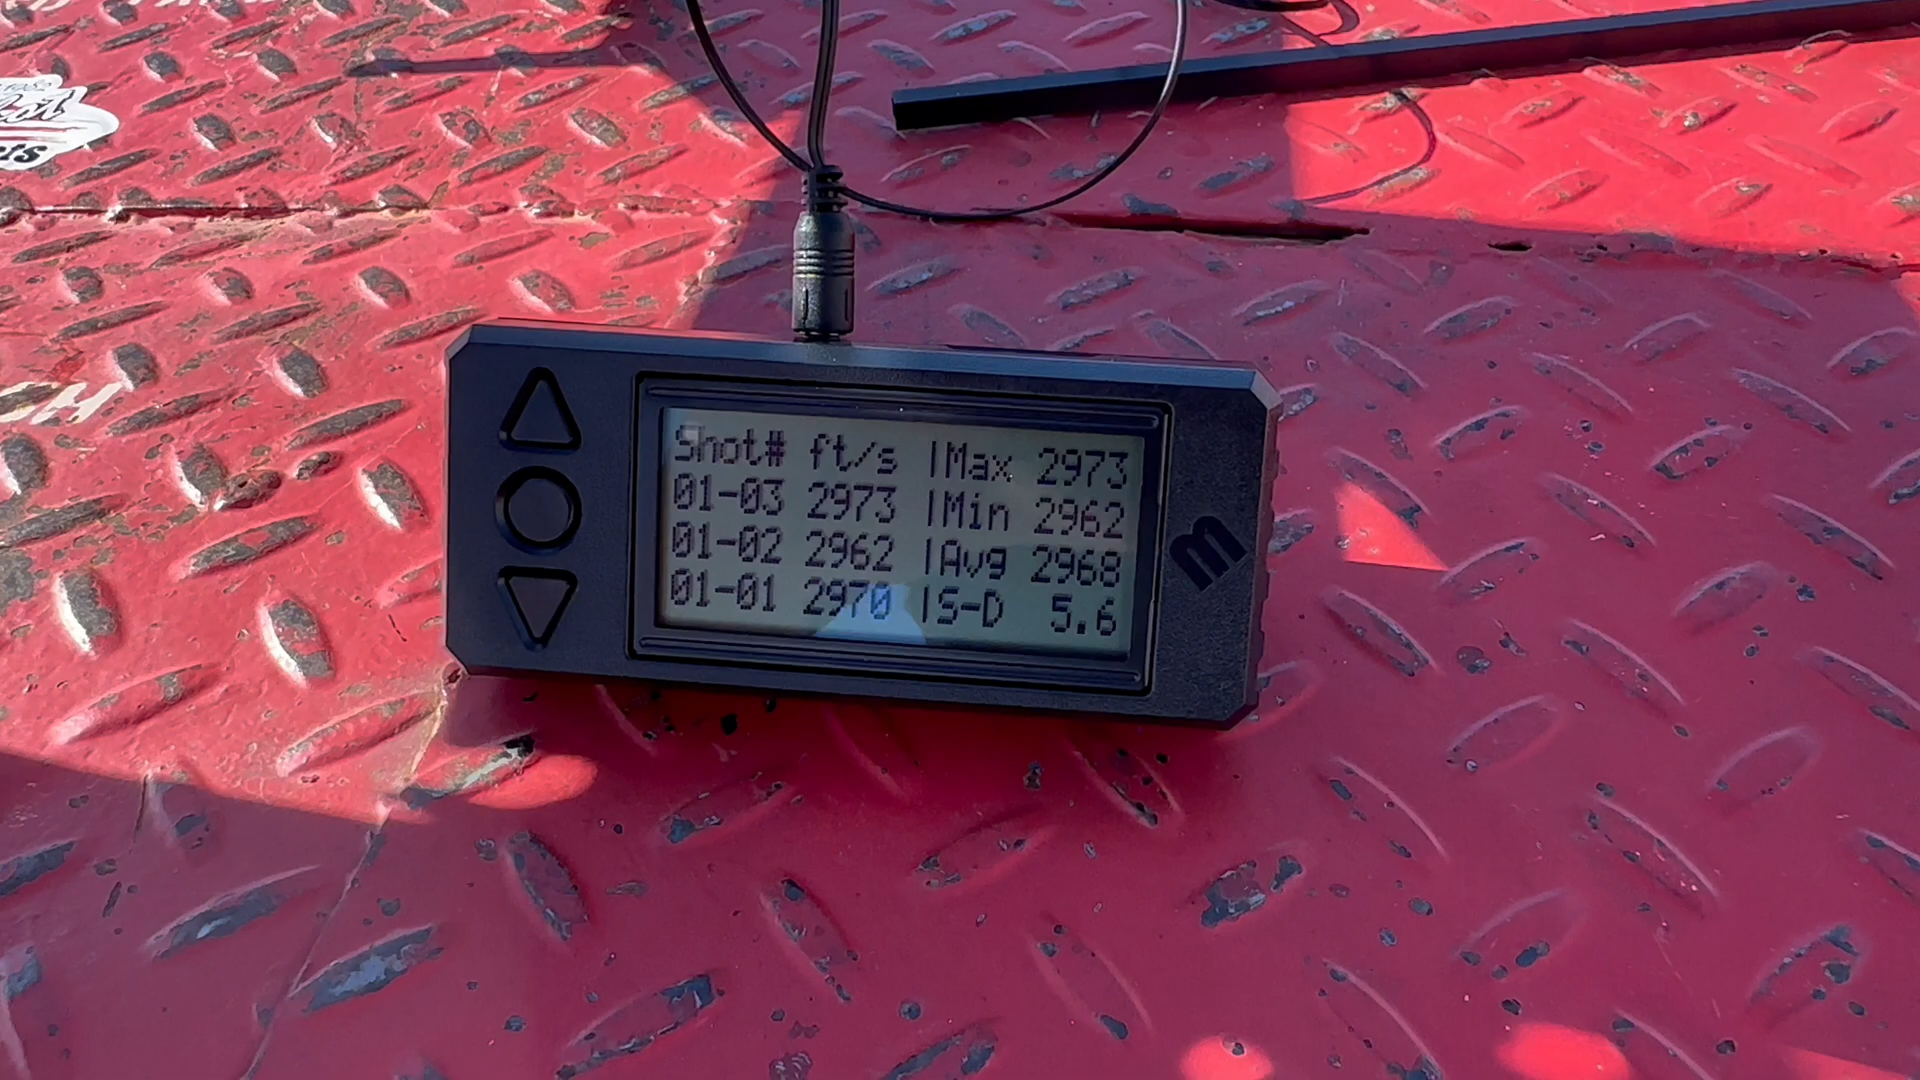 Shot# ft/s |Max 2973
01-03 2973 |Min 2962
01-02 2962 |Avg 2968
01-01 2970 |S-D 5.6
m